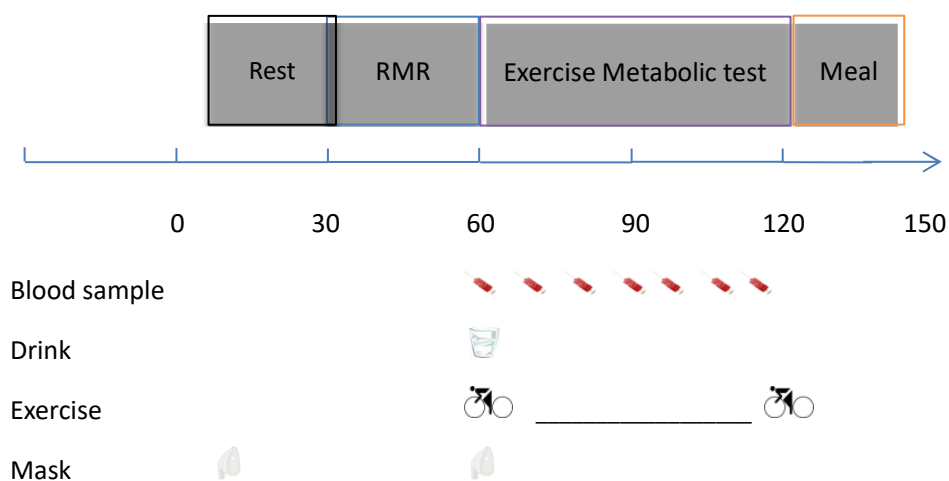 Rest RMR Exercise Metabolic test Meal
0 30 60 90 120 150
Blood sample
Drink
Exercise
Mask